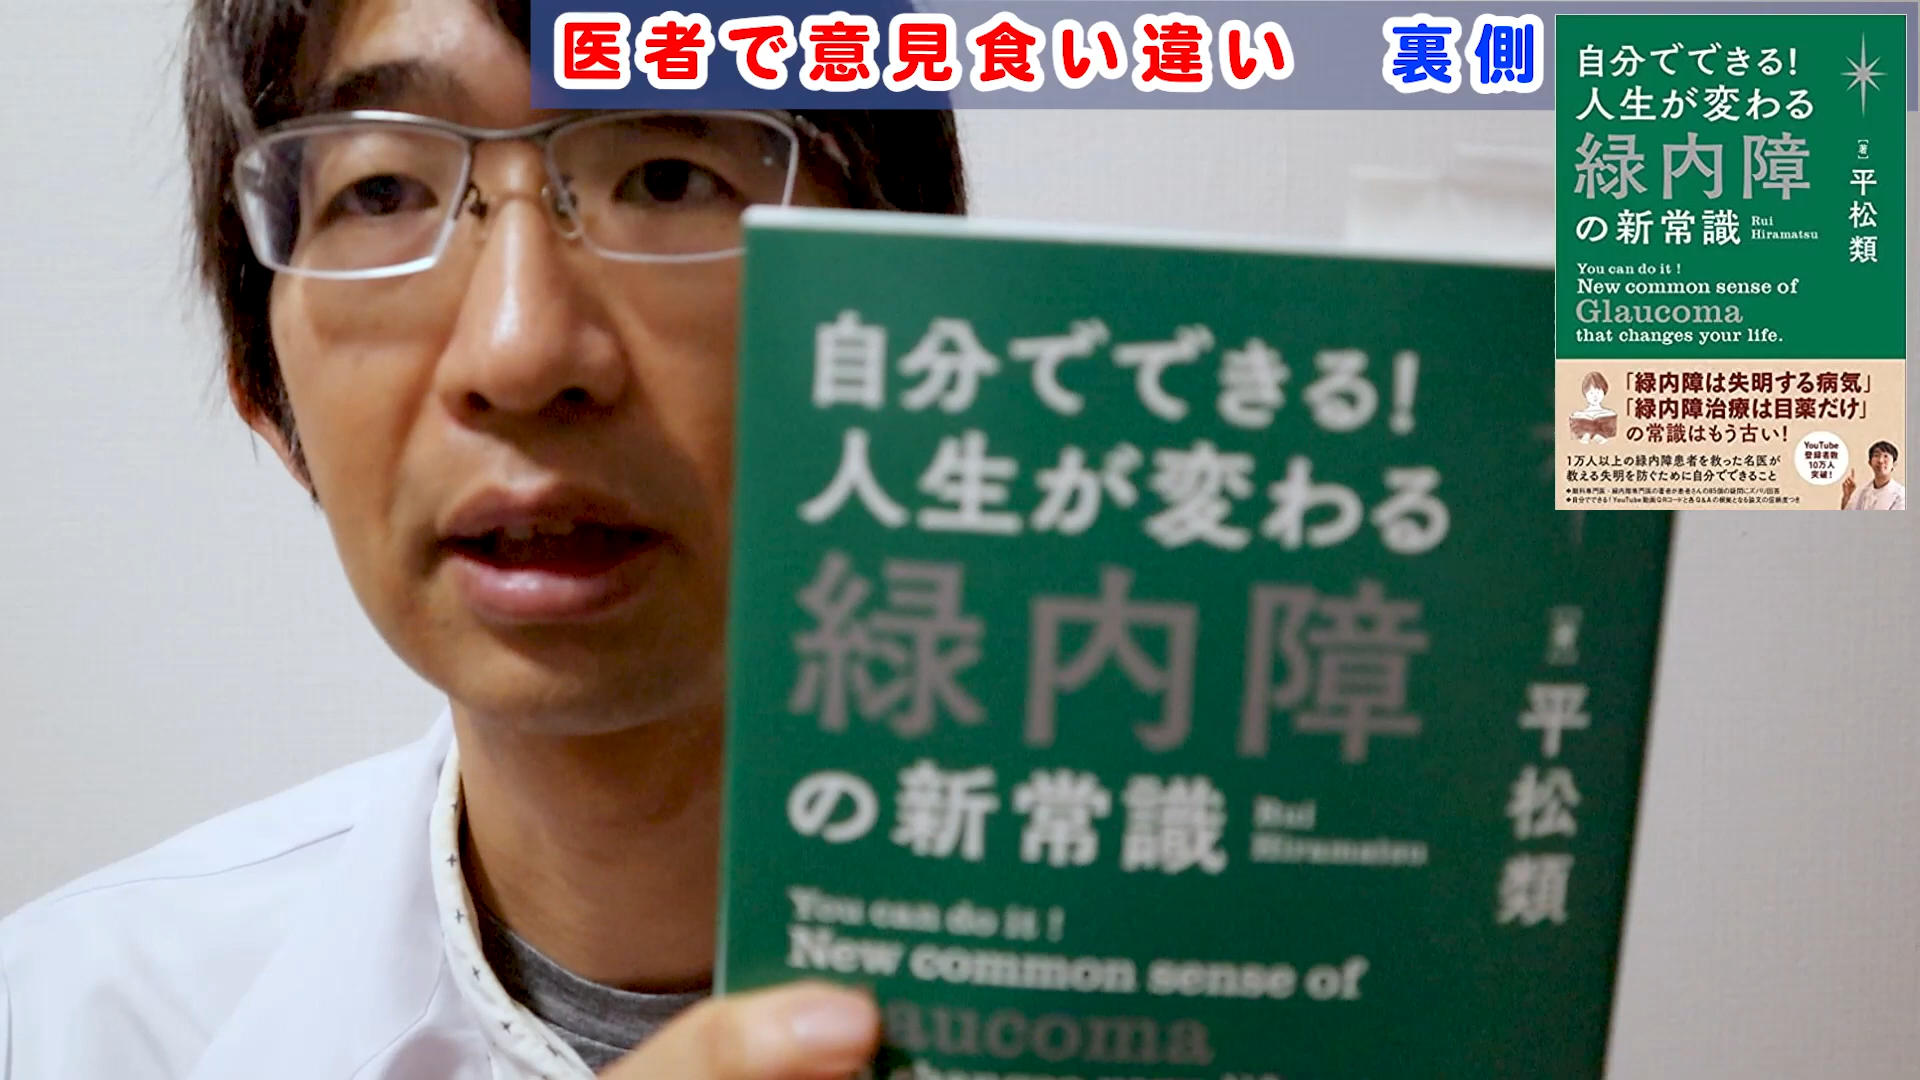 医者で意見食い違い 裏側
自分でできる!
人生が変わる
緑内障
の新常識
Rui
Hiramatsu
[著]
平松類
You can do it !
New common sense of
Glaucoma
that changes your life.
「緑内障は失明する病気」
「緑内障治療は目薬だけ」
の常識はもう古い!
1万人以上の緑内障患者を救った名医が
教える失明を防ぐために自分でできること
YouTube
登録者数
10万人
突破!
自分でできる!
人生が変わる
緑内障
の新常識
Rui
Hiramatsu
[著]
平松類
You can do it !
New common sense of
laucoma